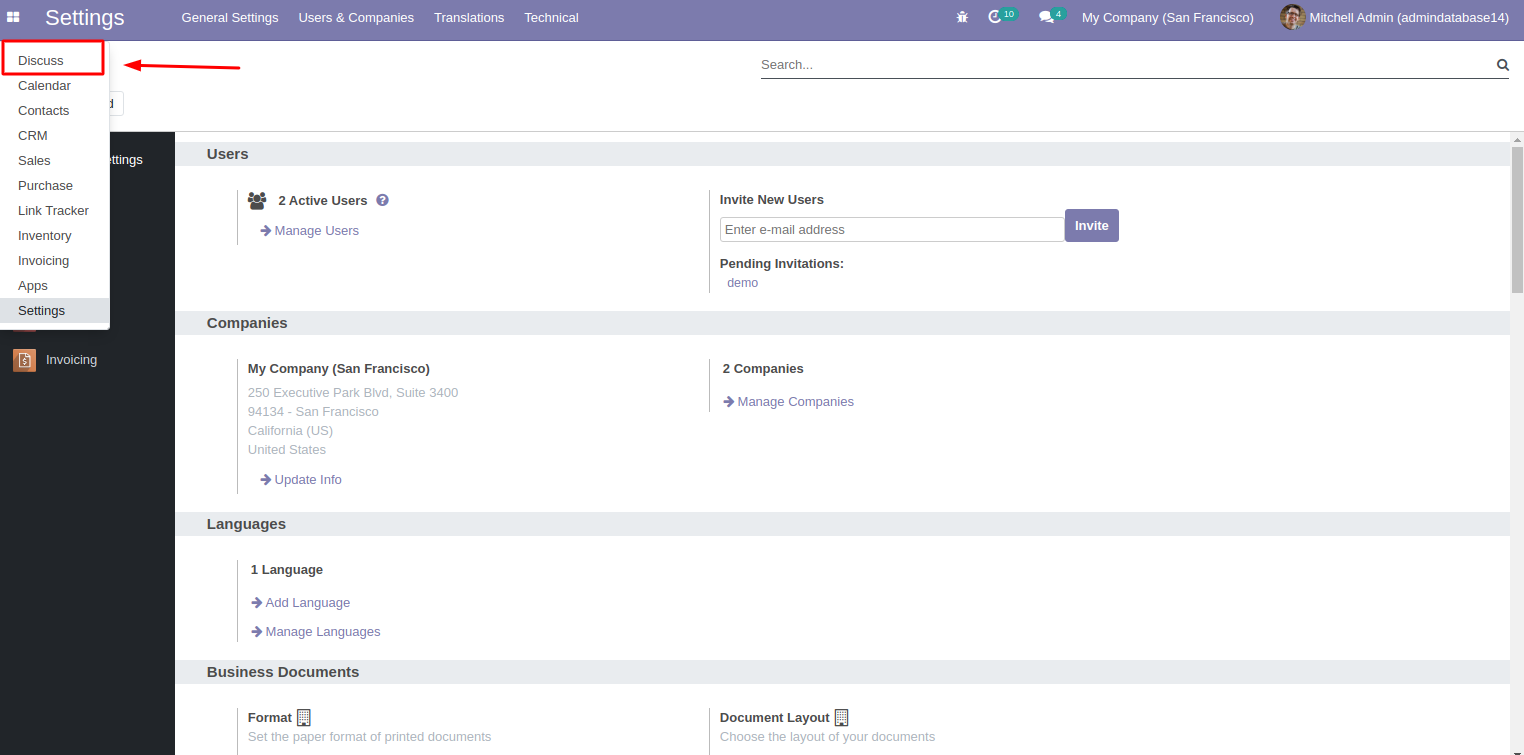 Settings General Settings Users & Companies Translations Technical 10 4 My Company (San Francisco) Mitchell Admin (admindatabase14)
Discuss
Calendar
Contacts
CRM
Sales
Purchase
Link Tracker
Inventory
Invoicing
Apps
Settings
Search...
d
ettings
Invoicing
Users
2 Active Users ?
Manage Users
Invite New Users
Enter e-mail address Invite
Pending Invitations:
demo
Companies
My Company (San Francisco)
250 Executive Park Blvd, Suite 3400
94134 - San Francisco
California (US)
United States
Update Info
2 Companies
Manage Companies
Languages
1 Language
Add Language
Manage Languages
Business Documents
Format
Set the paper format of printed documents
Document Layout
Choose the layout of your documents